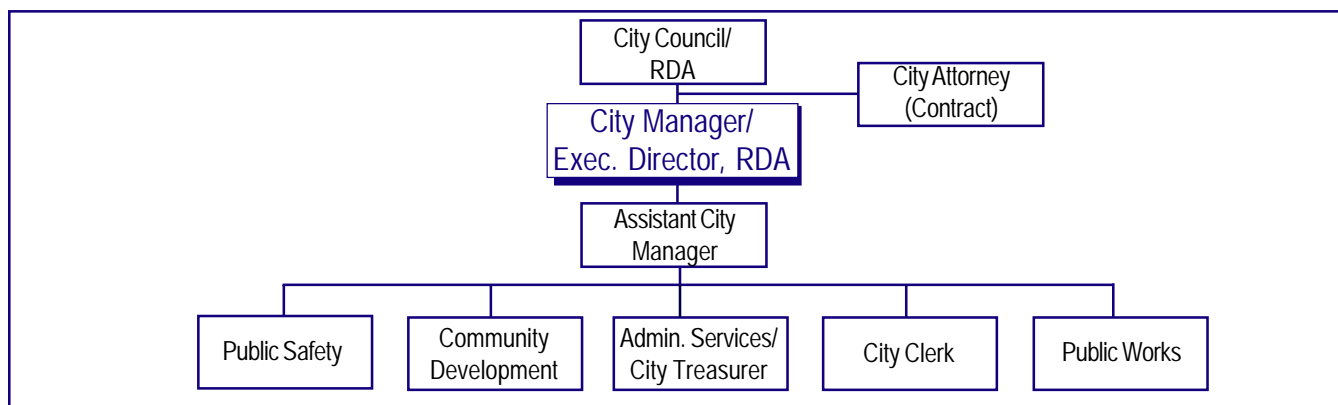 City Council/
RDA
City Attorney
(Contract)
City Manager/
Exec. Director, RDA
Assistant City
Manager
Public Safety
Community
Development
Admin. Services/
City Treasurer
City Clerk
Public Works